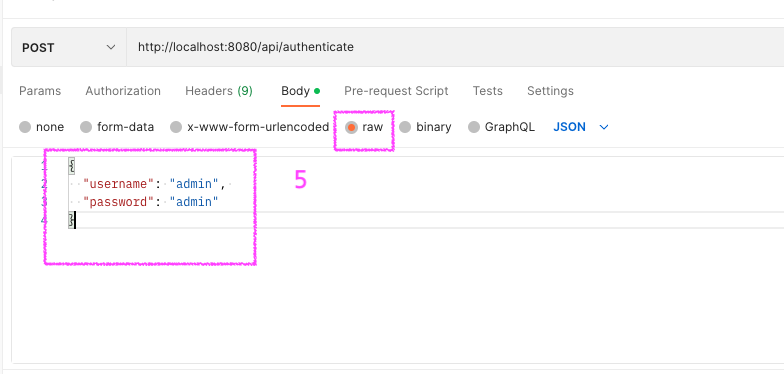 POST http://localhost:8080/api/authenticate
Params Authorization Headers (9) Body Pre-request Script Tests Settings
none form-data x-www-form-urlencoded raw binary GraphQL JSON
1 {
2 "username": "admin",
3 "password": "admin"
4 }
5